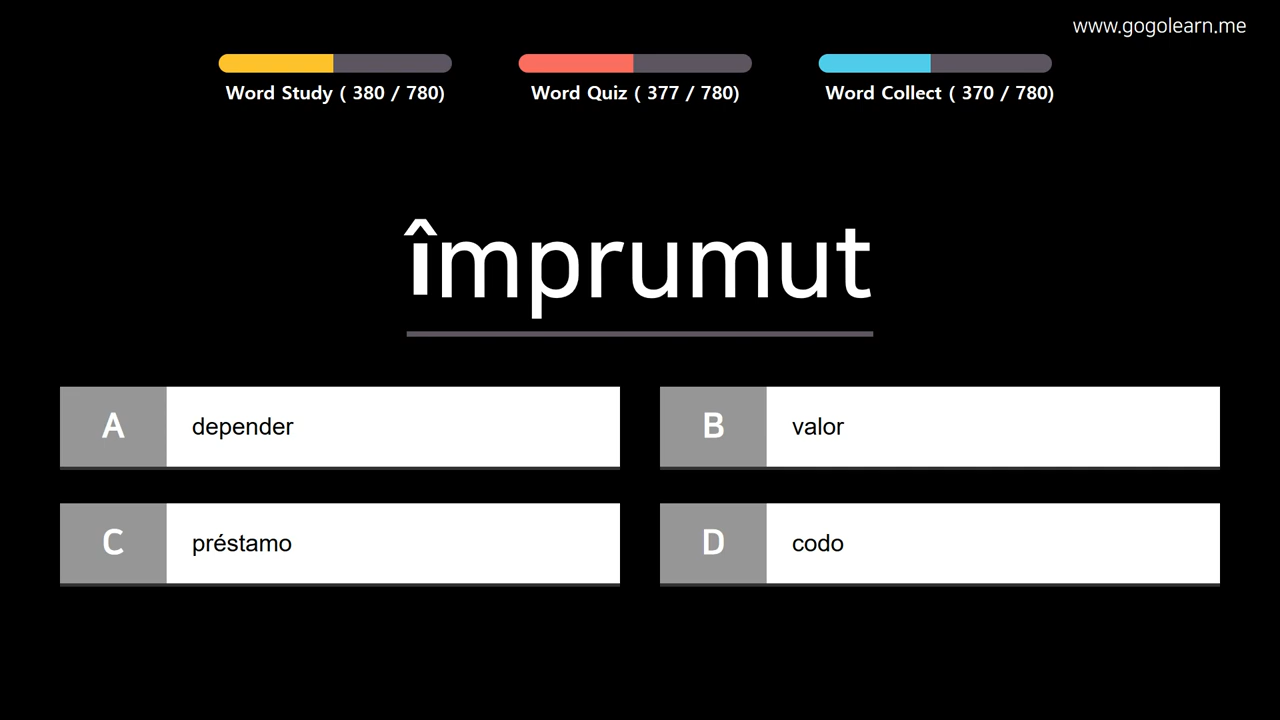 www.gogolearn.me
Word Study ( 380 / 780)
Word Quiz ( 377 / 780)
Word Collect ( 370 / 780)
împrumut
A depender
B valor
C préstamo
D codo